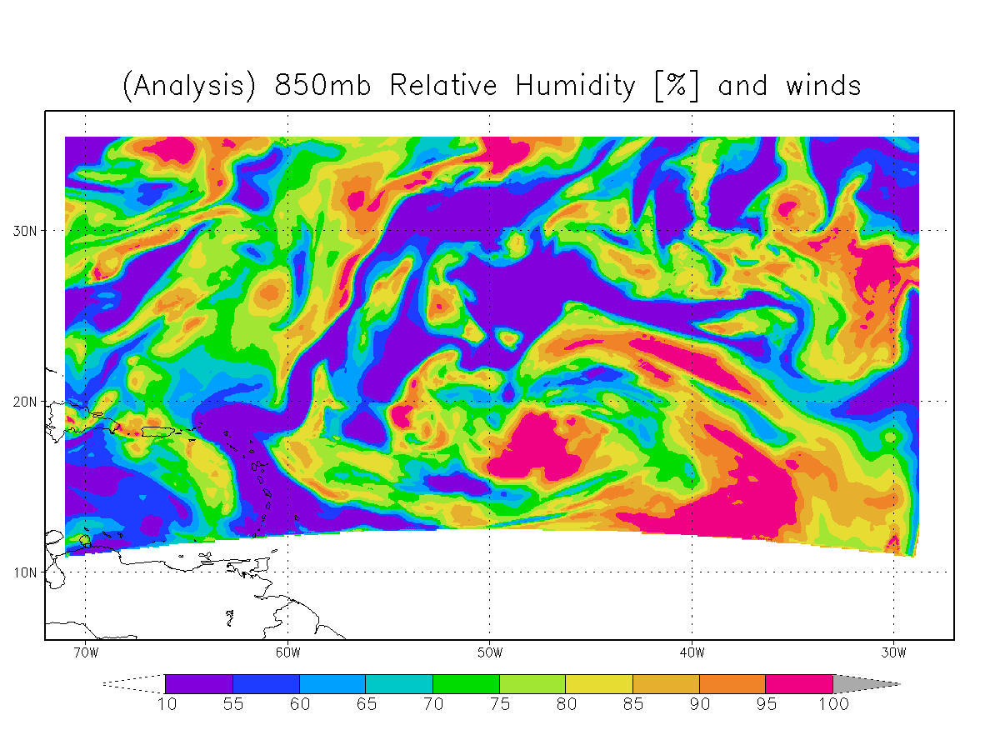 (Analysis) 850mb Relative Humidity [%] and winds
30N
20N
10N
70W 60W 50W 40W 30W
10 55 60 65 70 75 80 85 90 95 100